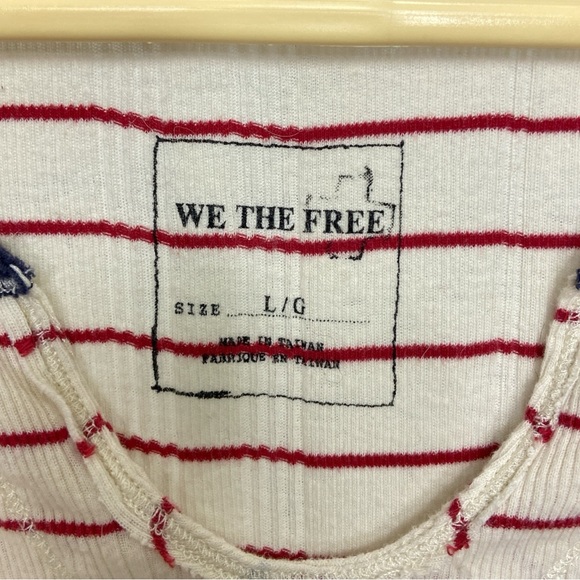 WE THE FREE
SIZE L/G
MADE IN TAIWAN
FABRIQUE EN TAIWAN